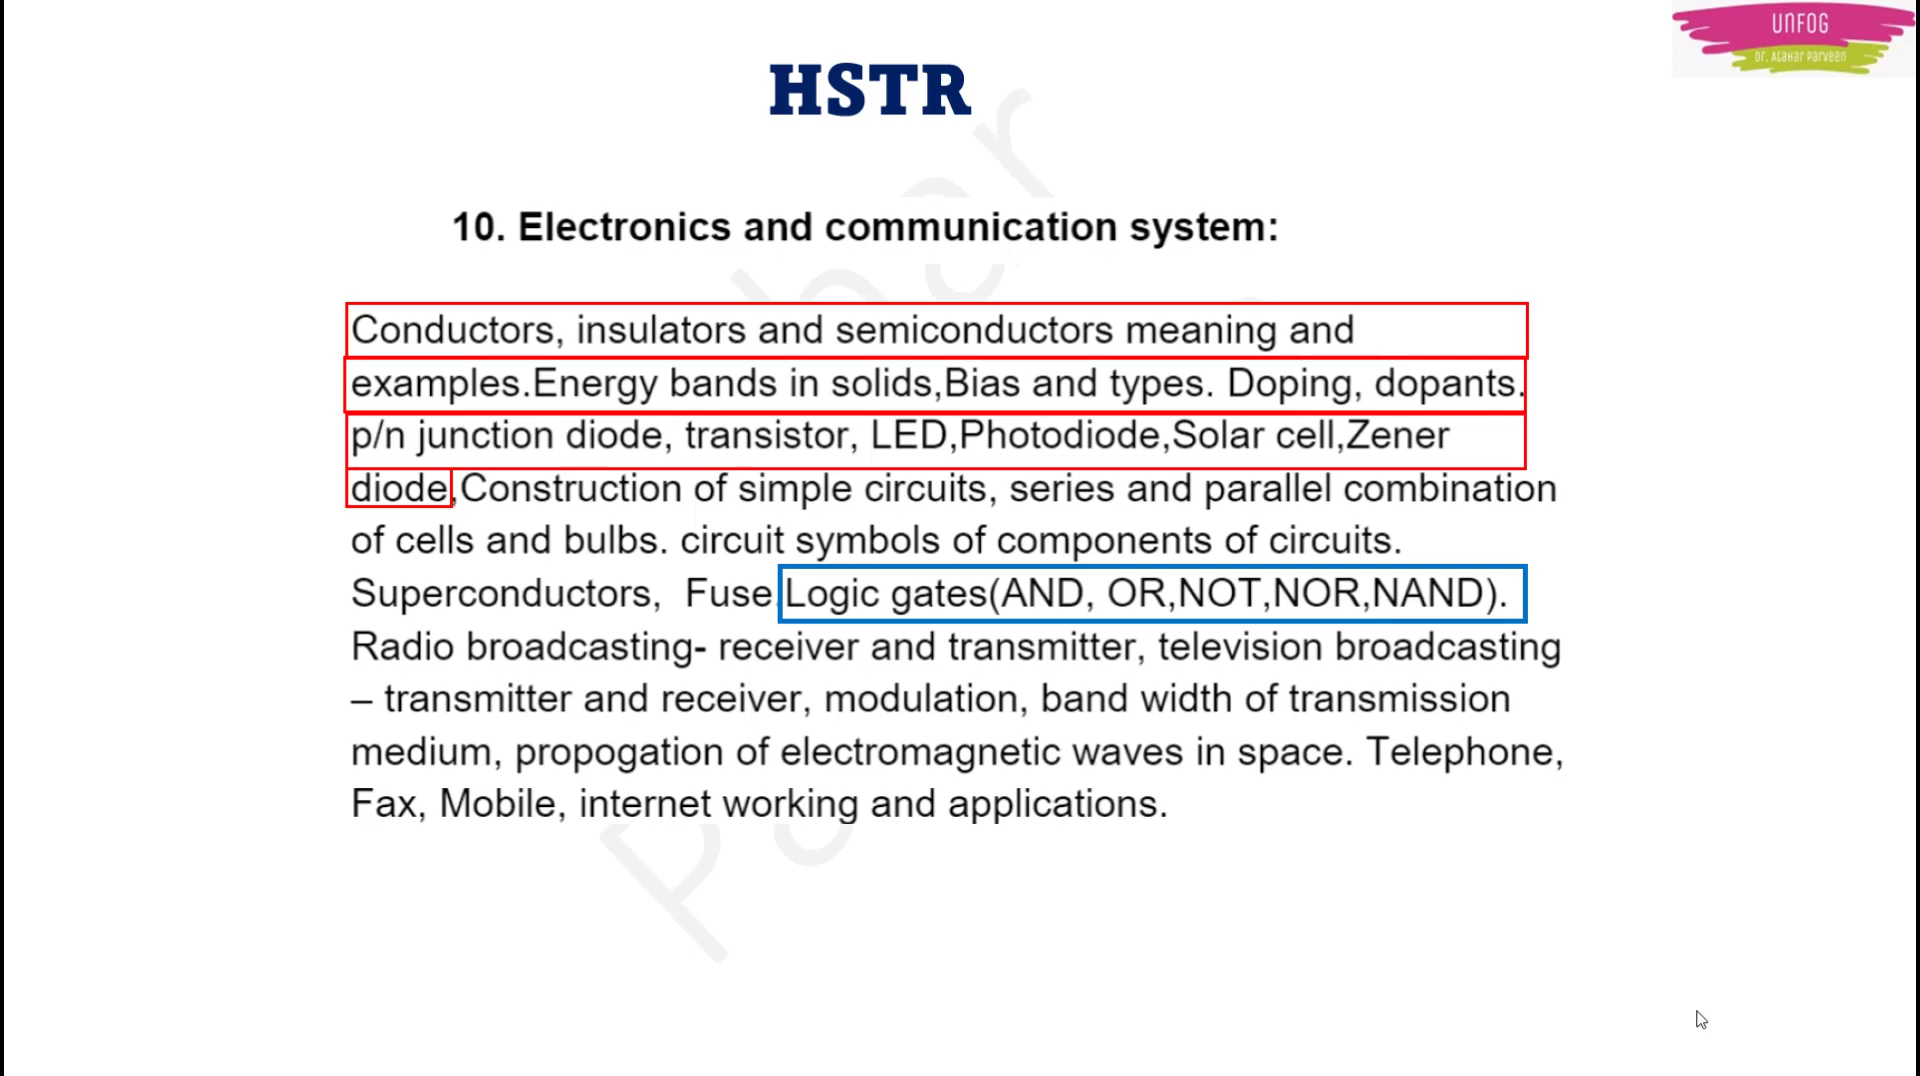 UNFOG
Dr. Atahar Parveen
HSTR
10. Electronics and communication system:
Conductors, insulators and semiconductors meaning and
examples.Energy bands in solids,Bias and types. Doping, dopants.
p/n junction diode, transistor, LED,Photodiode,Solar cell,Zener
diode,Construction of simple circuits, series and parallel combination
of cells and bulbs. circuit symbols of components of circuits.
Superconductors,  Fuse Logic gates(AND, OR,NOT,NOR,NAND).
Radio broadcasting- receiver and transmitter, television broadcasting
– transmitter and receiver, modulation, band width of transmission
medium, propogation of electromagnetic waves in space. Telephone,
Fax, Mobile, internet working and applications.